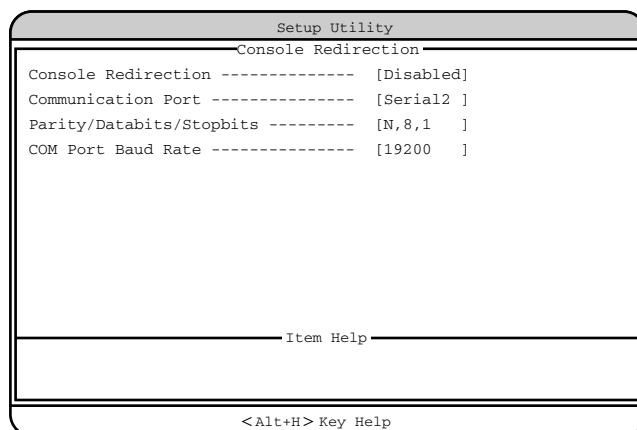 Setup Utility
Console Redirection
Console Redirection -------------- [Disabled]
Communication Port --------------- [Serial2 ]
Parity/Databits/Stopbits --------- [N,8,1   ]
COM Port Baud Rate --------------- [19200   ]
Item Help
<Alt+H> Key Help